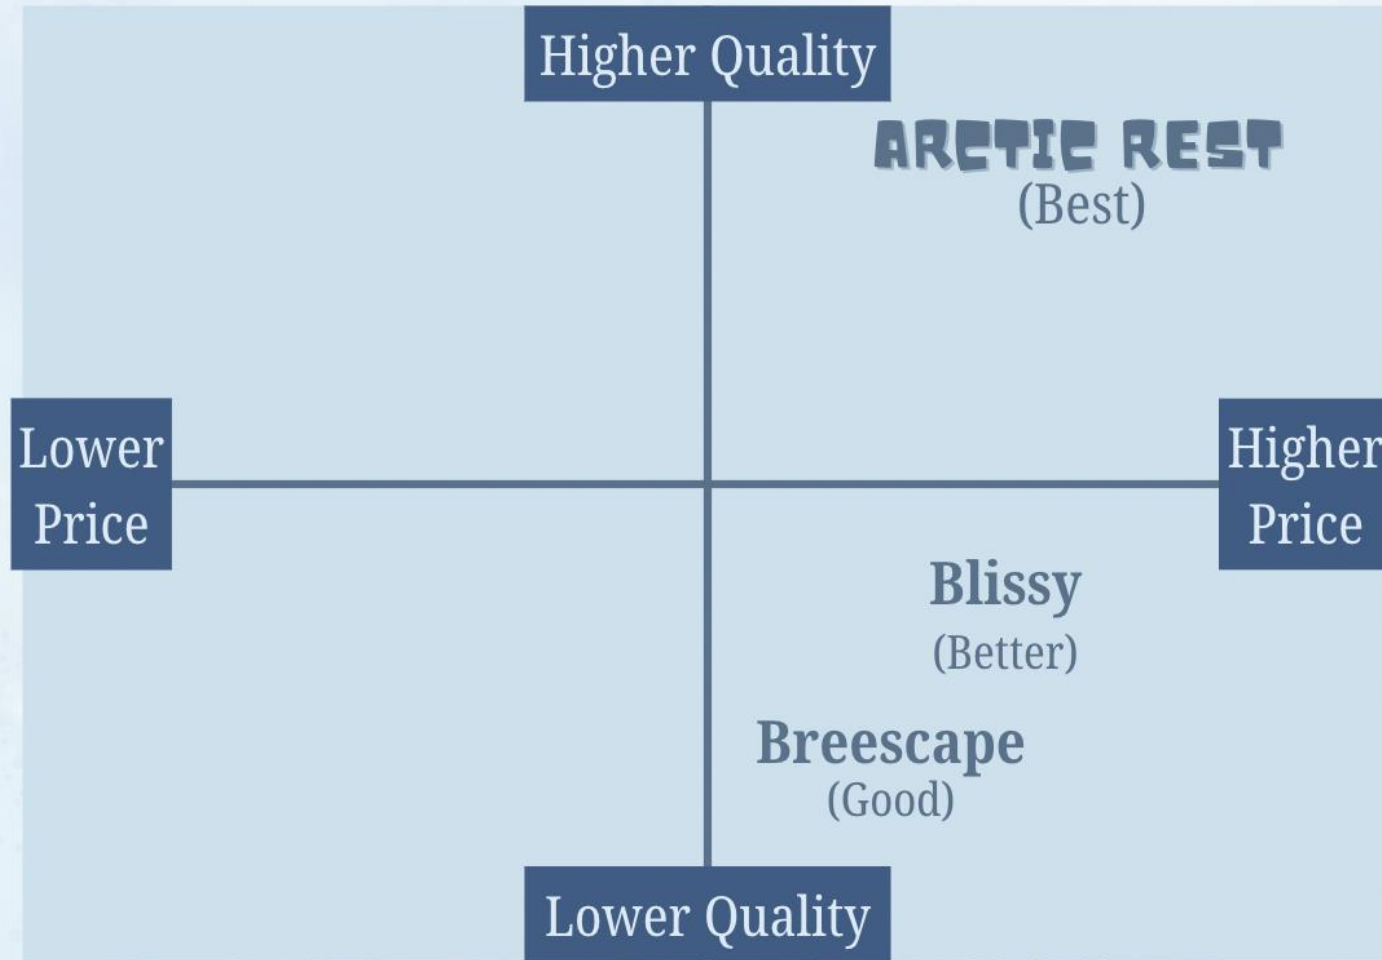 Higher Quality
ARCTIC REST
(Best)
Lower
Price
Higher
Price
Blissy
(Better)
Breescape
(Good)
Lower Quality